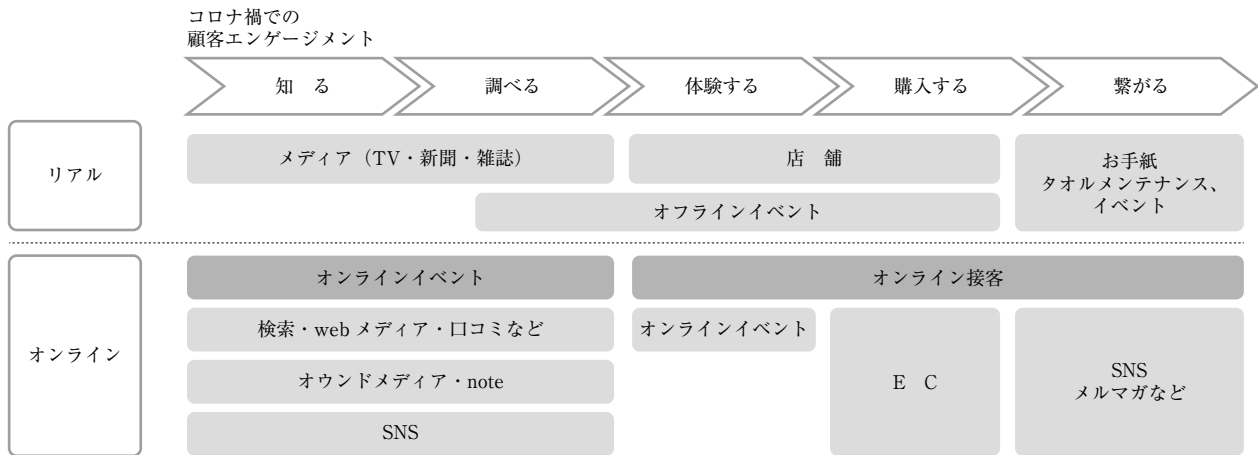 コロナ禍での
顧客エンゲージメント
知　る
調べる
体験する
購入する
繋がる
リアル
メディア（TV・新聞・雑誌）
店　舗
お手紙
タオルメンテナンス、
イベント
オフラインイベント
オンライン
オンラインイベント
オンライン接客
検索・web メディア・口コミなど
オンラインイベント
オウンドメディア・note
E　C
SNS
メルマガなど
SNS